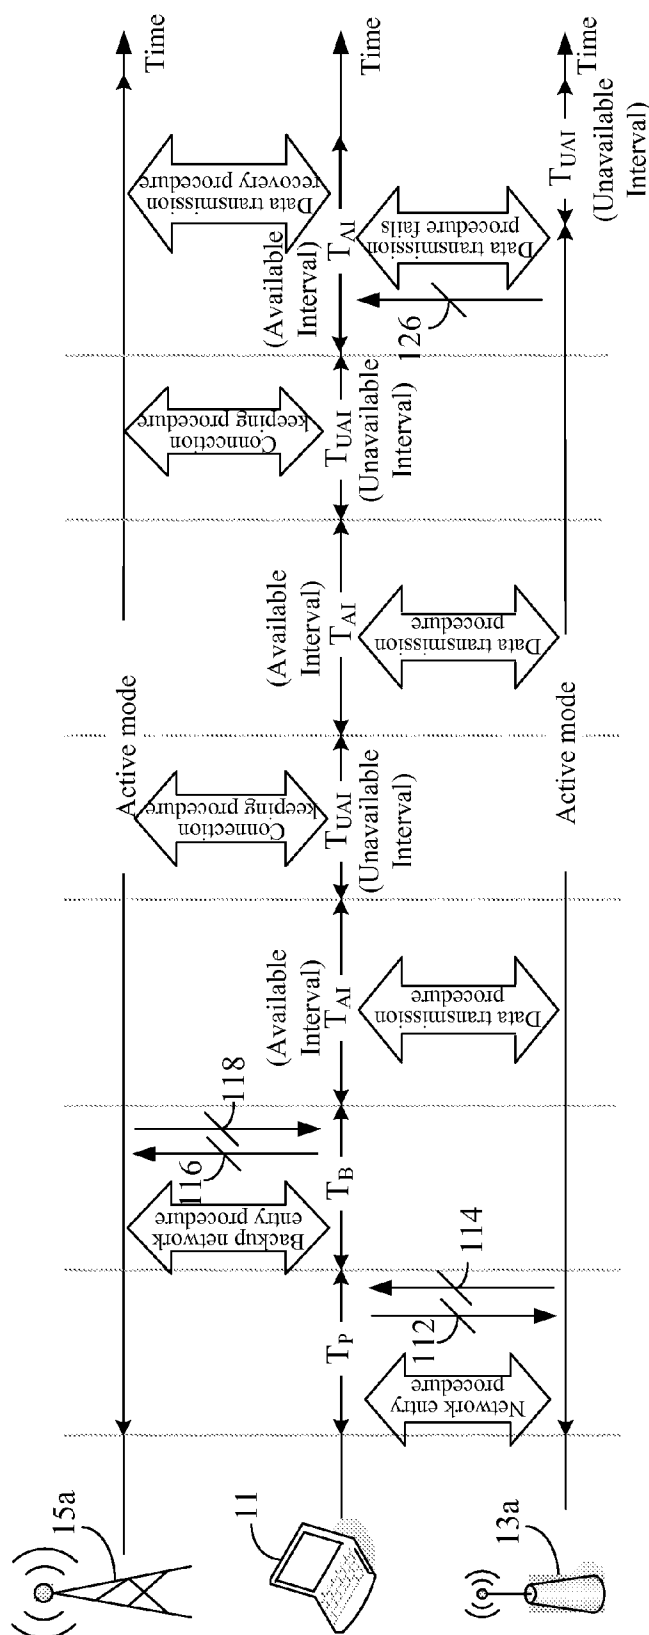 15a
Active mode
Time
Backup network
entry procedure
116
118
Connection
keeping procedure
Connection
keeping procedure
Data transmission
recovery procedure
11
T_P
T_B
(Available
Interval)
T_AI
T_UAI
(Unavailable
Interval)
(Available
Interval)
T_AI
T_UAI
(Unavailable
Interval)
(Available
Interval)
T_AI
Time
Network entry
procedure
112
114
Data transmission
procedure
Data transmission
procedure
126
Data transmission
procedure fails
13a
Active mode
T_UAI
(Unavailable
Interval)
Time